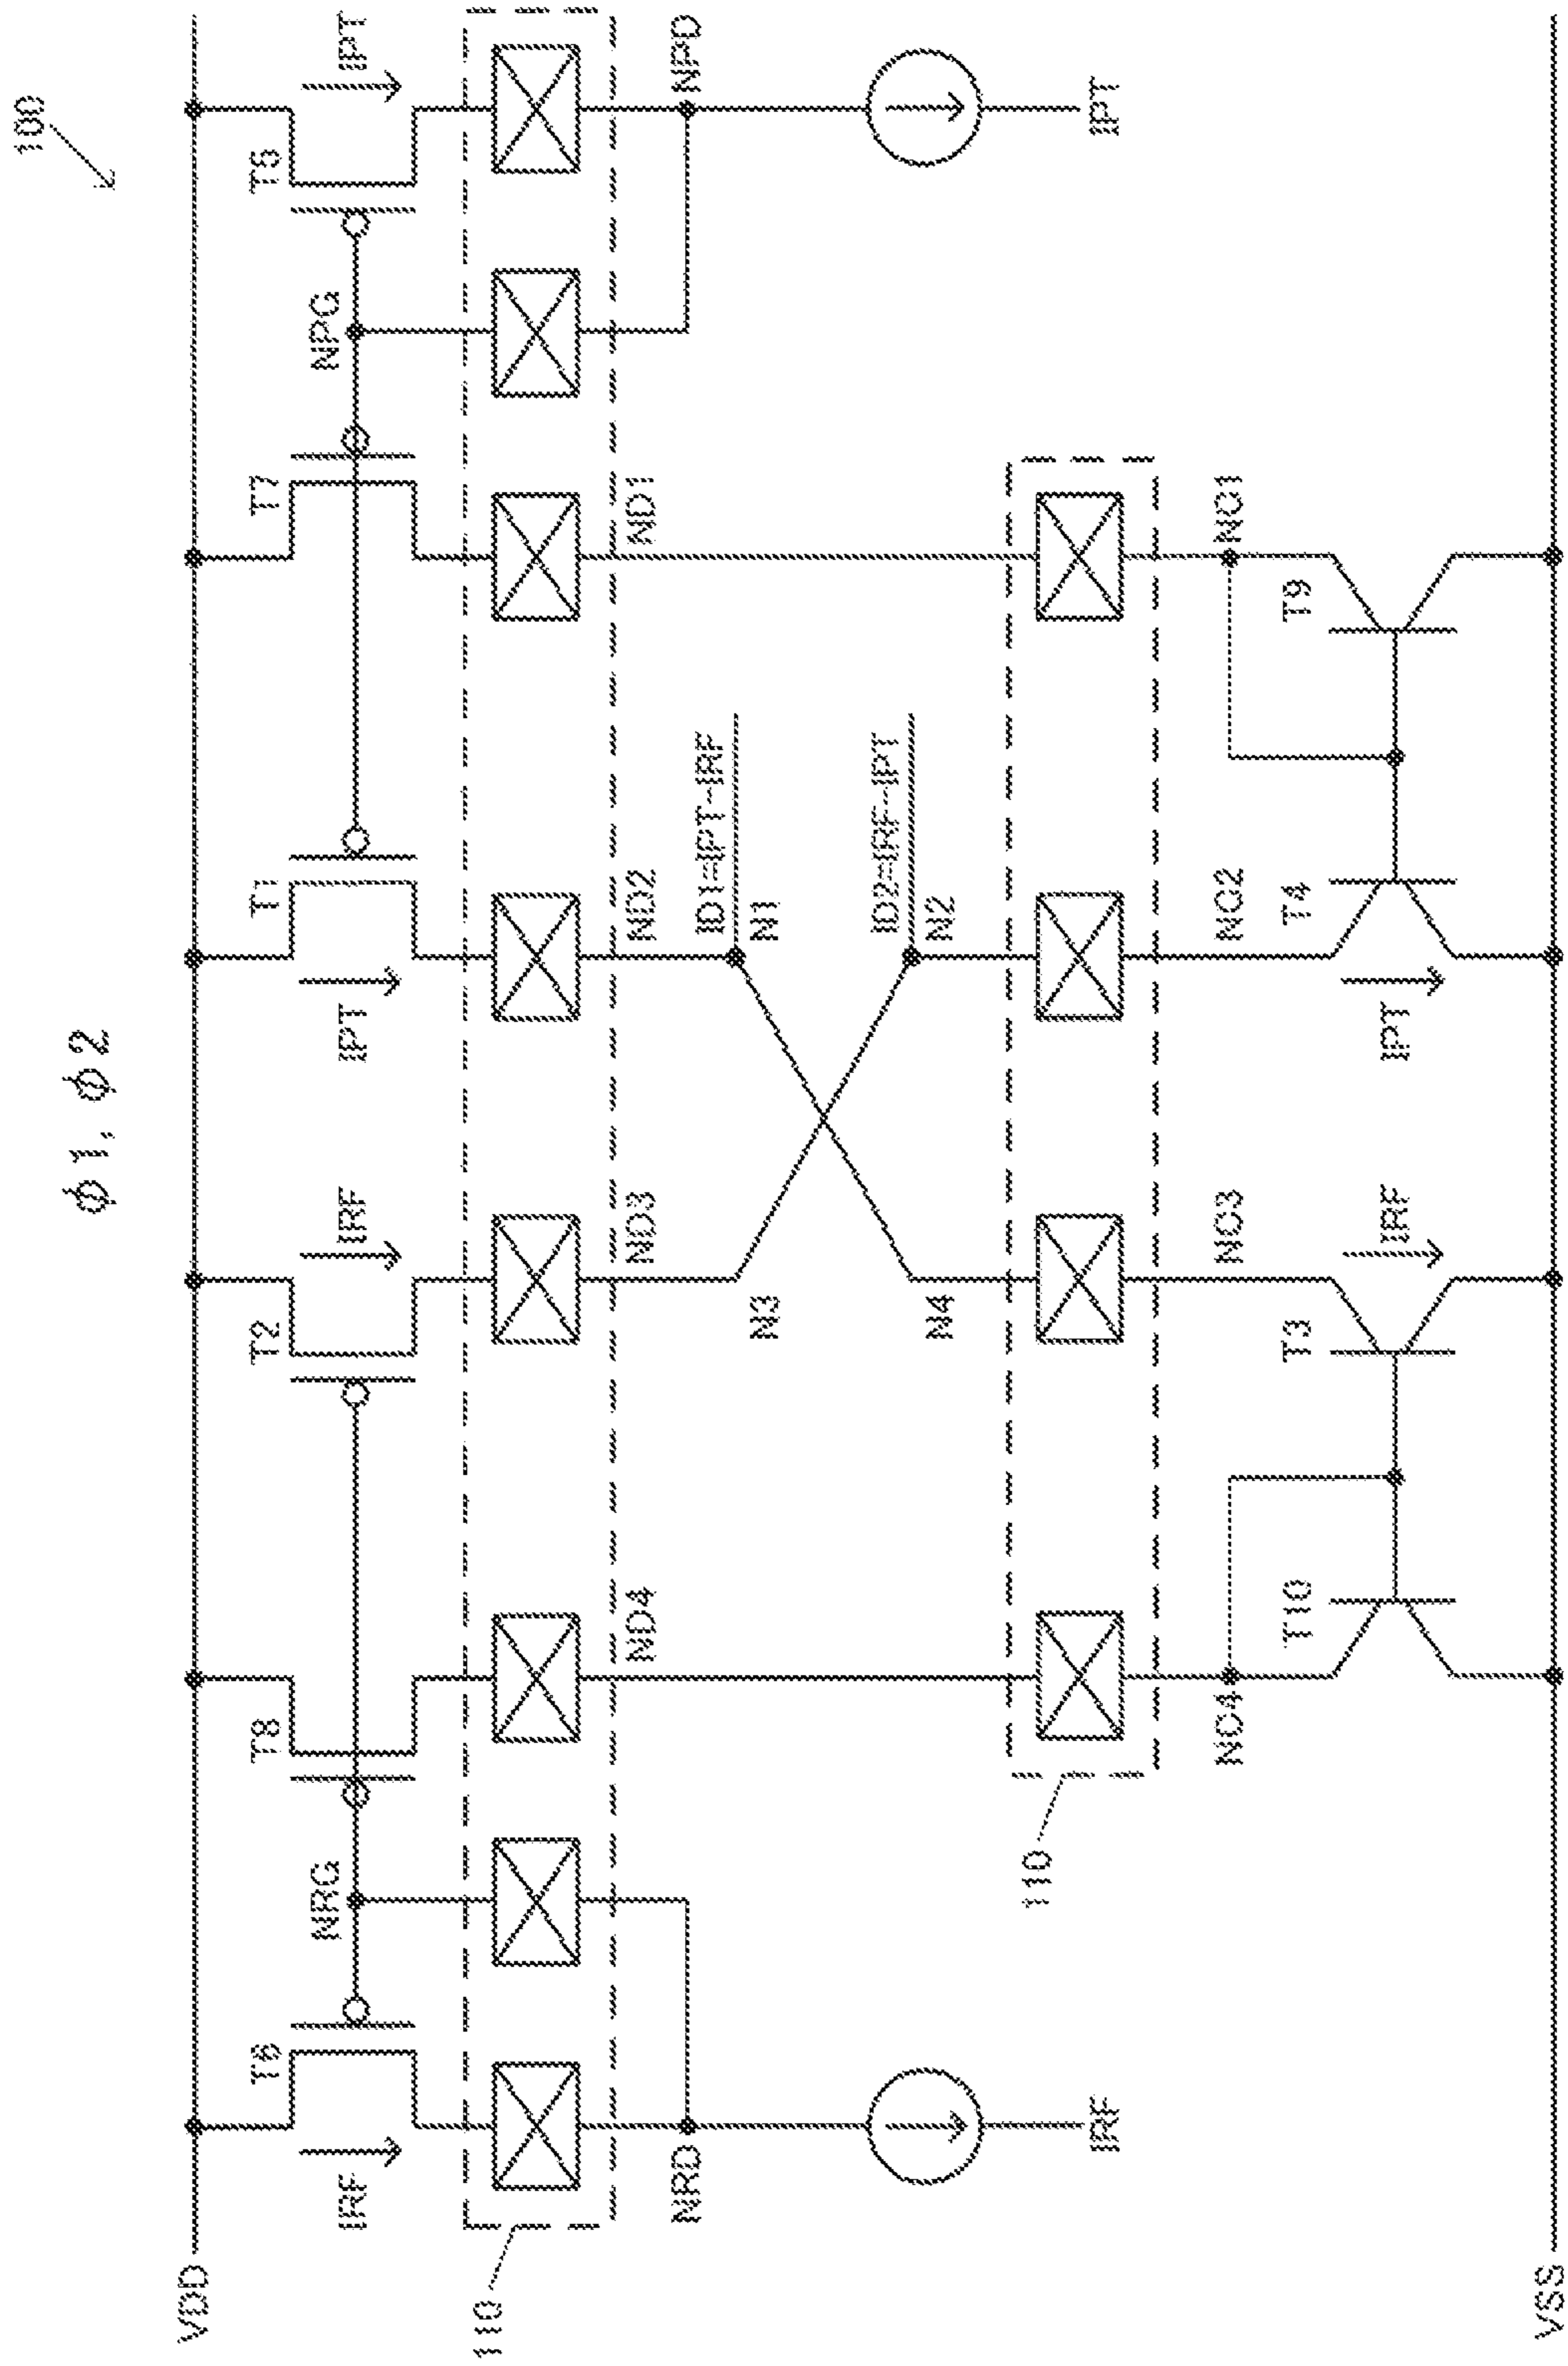 φ1, φ2
100
VDD
T6
T8
T2
T1
T7
T5
IRF
NRG
IRF
IPT
NPG
IPT
110
NRD
ND4
ND3
ND2
ND1
NPD
N3
N1
ID1=IPT-IRF
N4
N2
ID2=IRF-IPT
IRF
IPT
110
NC4
NC3
NC2
NC1
T10
T3
T4
T9
IRF
IPT
VSS